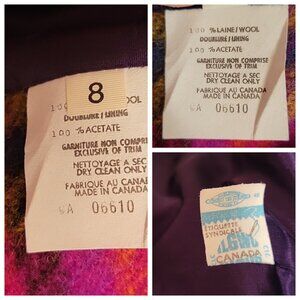 8
100 % LAINE/WOOL
DOUBLURE / LINING
100 % ACETATE
GARNITURE NON COMPRISE
EXCLUSIVE OF TRIM
NETTOYAGE A SEC
DRY CLEAN ONLY
FABRIQUE AU CANADA
MADE IN CANADA
CA 06610
100 % LAINE/WOOL
DOUBLURE / LINING
100 % ACETATE
GARNITURE NON COMPRISE
EXCLUSIVE OF TRIM
NETTOYAGE A SEC
DRY CLEAN ONLY
FABRIQUE AU CANADA
MADE IN CANADA
CA 06610
ETIQUETTE
SYNDICALE
CANADA